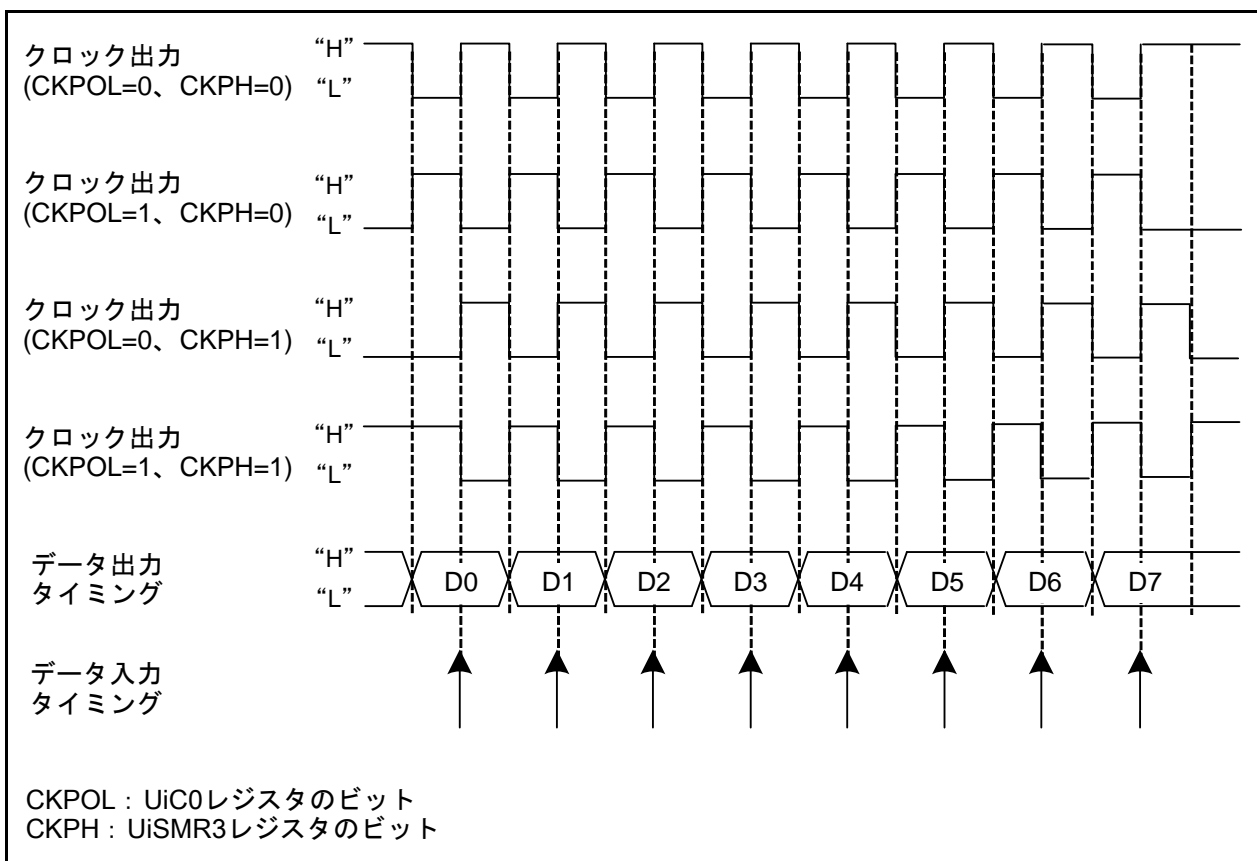 クロック出力 “H”
(CKPOL=0、CKPH=0) “L”
クロック出力 “H”
(CKPOL=1、CKPH=0) “L”
クロック出力 “H”
(CKPOL=0、CKPH=1) “L”
クロック出力 “H”
(CKPOL=1、CKPH=1) “L”
データ出力 “H”
タイミング “L”
D0 D1 D2 D3 D4 D5 D6 D7
データ入力
タイミング
CKPOL : UiC0レジスタのビット
CKPH : UiSMR3レジスタのビット